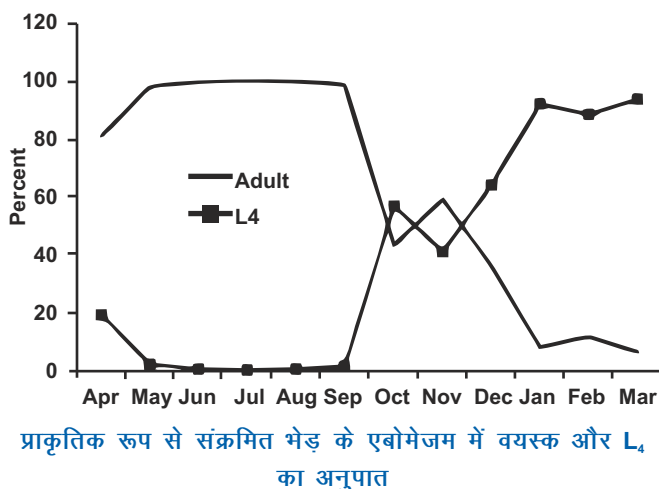 120
100
80
60
40
20
0
Percent
Adult
L4
Apr May Jun Jul Aug Sep Oct Nov Dec Jan Feb Mar
प्राकृतिक रूप से संक्रमित भेड़ के एबोमेजम में वयस्क और L₄
का अनुपात